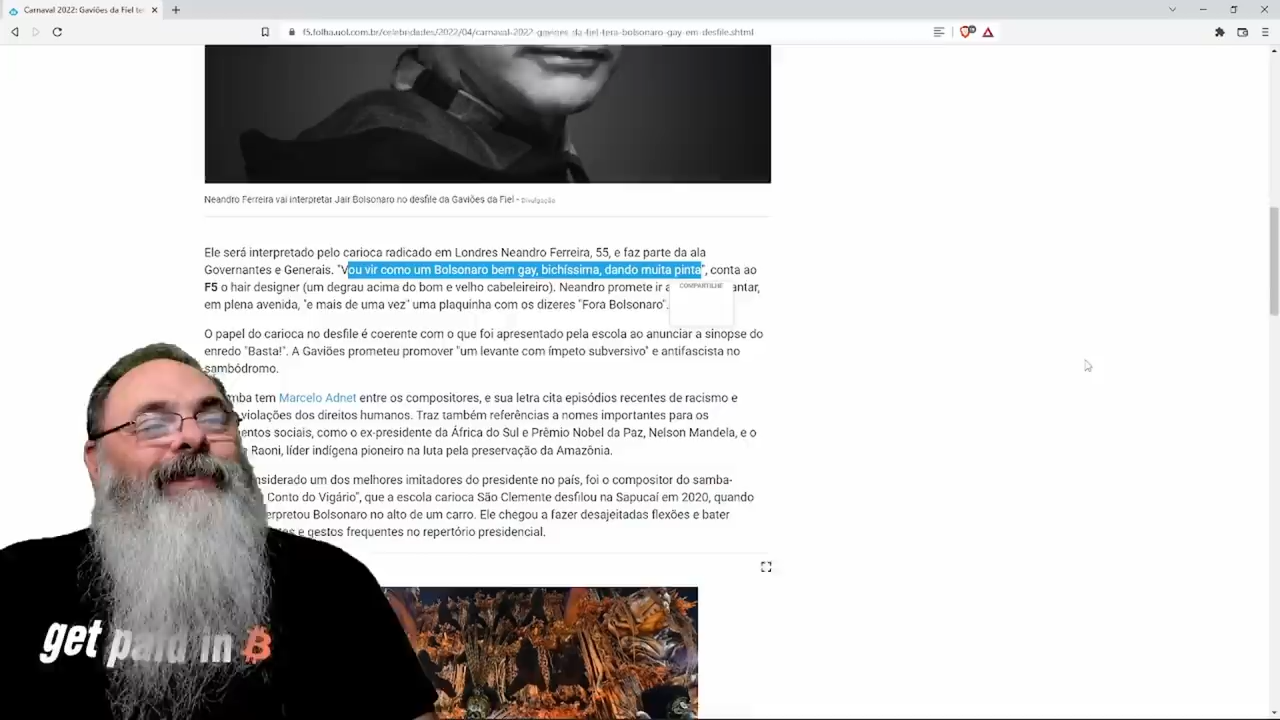 Carnaval 2022: Gaviões da Fiel te
f5.folha.uol.com.br/celebridades/2022/04/carnaval-2022-gavioes-da-fiel-tera-bolsonaro-gay-em-desfile.shtml
Neandro Ferreira vai interpretar Jair Bolsonaro no desfile da Gaviões da Fiel - Divulgação
Ele será interpretado pelo carioca radicado em Londres Neandro Ferreira, 55, e faz parte da ala
Governantes e Generais. "Vou vir como um Bolsonaro bem gay, bichíssima, dando muita pinta", conta ao
F5 o hair designer (um degrau acima do bom e velho cabeleireiro). Neandro promete ir a antar,
COMPARTILHE
em plena avenida, "e mais de uma vez" uma plaquinha com os dizeres "Fora Bolsonaro".
O papel do carioca no desfile é coerente com o que foi apresentado pela escola ao anunciar a sinopse do
enredo "Basta!". A Gaviões prometeu promover "um levante com ímpeto subversivo" e antifascista no
sambódromo.
mba tem Marcelo Adnet entre os compositores, e sua letra cita episódios recentes de racismo e
violações dos direitos humanos. Traz também referências a nomes importantes para os
entos sociais, como o ex-presidente da África do Sul e Prêmio Nobel da Paz, Nelson Mandela, e o
e Raoni, líder indígena pioneiro na luta pela preservação da Amazônia.
nsiderado um dos melhores imitadores do presidente no país, foi o compositor do samba-
Conto do Vigário", que a escola carioca São Clemente desfilou na Sapucaí em 2020, quando
erpretou Bolsonaro no alto de um carro. Ele chegou a fazer desajeitadas flexões e bater
es e gestos frequentes no repertório presidencial.
get paid in ₿